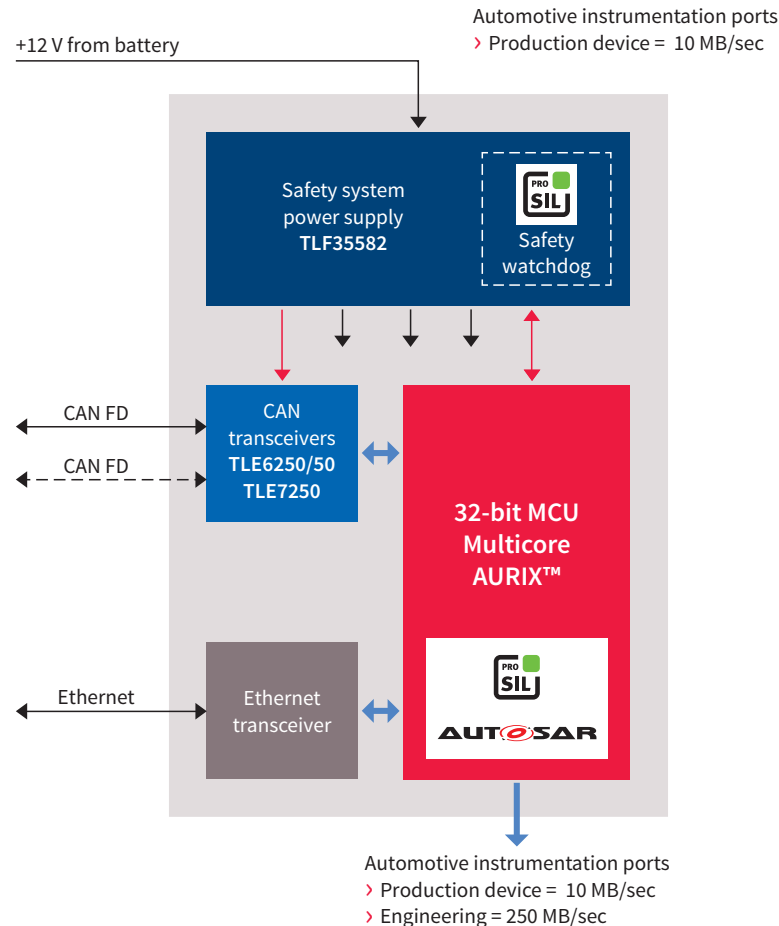 Automotive instrumentation ports
› Production device = 10 MB/sec
+12 V from battery
Safety system
power supply
TLF35582
PRO
SIL
Safety
watchdog
CAN FD
CAN FD
CAN
transceivers
TLE6250/50
TLE7250
32-bit MCU
Multicore
AURIX™
PRO
SIL
AUTOSAR
Ethernet
Ethernet
transceiver
Automotive instrumentation ports
› Production device = 10 MB/sec
› Engineering = 250 MB/sec